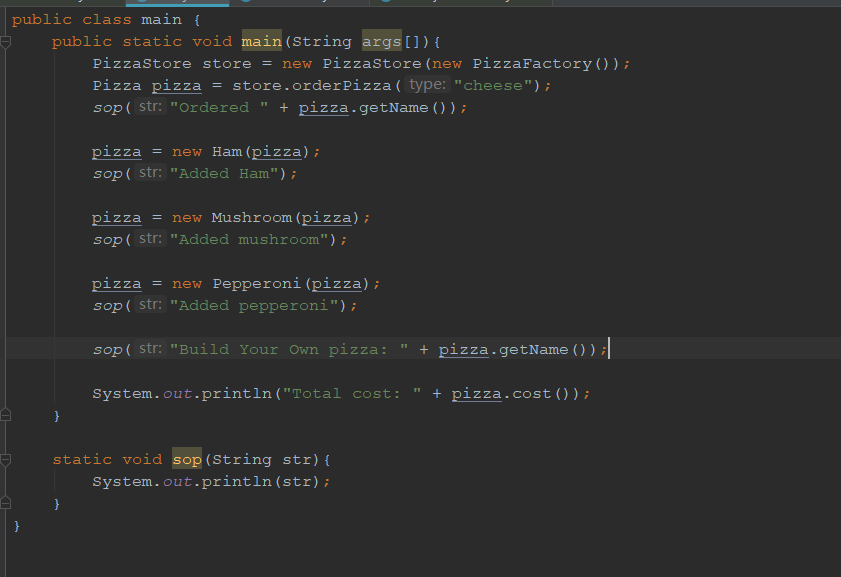 public class main {
public static void main(String args[]){
PizzaStore store = new PizzaStore(new PizzaFactory());
Pizza pizza = store.orderPizza( type: "cheese");
sop( str: "Ordered " + pizza.getName());
pizza = new Ham(pizza);
sop( str: "Added Ham");
pizza = new Mushroom(pizza);
sop( str: "Added mushroom");
pizza = new Pepperoni(pizza);
sop( str: "Added pepperoni");
sop( str: "Build Your Own pizza: " + pizza.getName());
System.out.println("Total cost: " + pizza.cost());
}
static void sop(String str){
System.out.println(str);
}
}